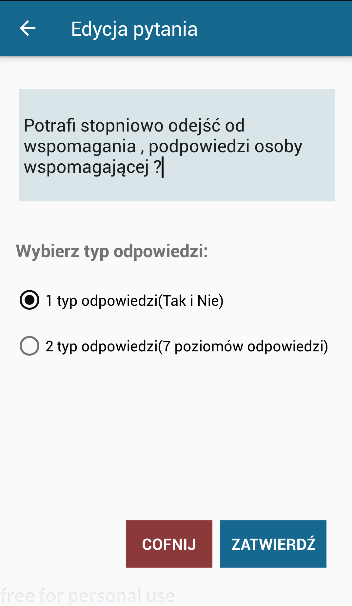 Edycja pytania
Potrafi stopniowo odejść od
wspomagania , podpowiedzi osoby
wspomagającej ?
Wybierz typ odpowiedzi:
1 typ odpowiedzi(Tak i Nie)
2 typ odpowiedzi(7 poziomów odpowiedzi)
COFNIJ ZATWIERDŹ
free for personal use